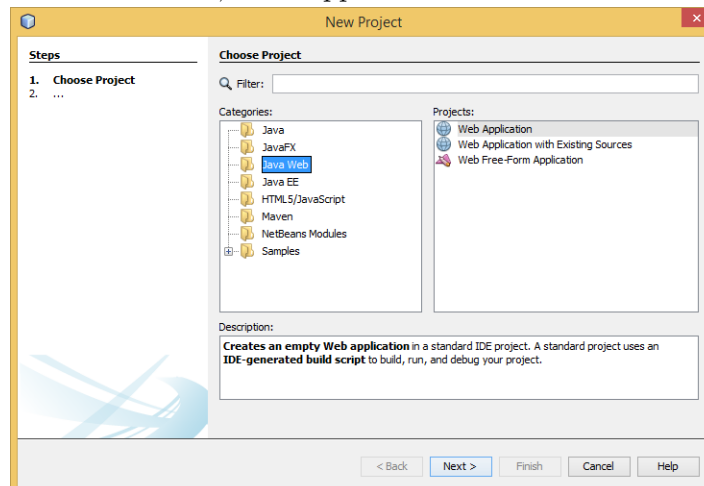 New Project
Steps
1. Choose Project
2. ...
Choose Project
Filter:
Categories:
Java
JavaFX
Java Web
Java EE
HTML5/JavaScript
Maven
NetBeans Modules
Samples
Projects:
Web Application
Web Application with Existing Sources
Web Free-Form Application
Description:
Creates an empty Web application in a standard IDE project. A standard project uses an
IDE-generated build script to build, run, and debug your project.
< Back Next > Finish Cancel Help